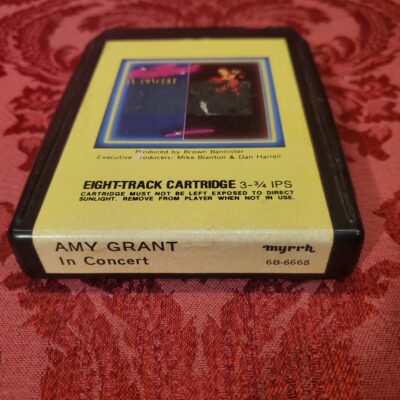 IN CONCERT
Produced by Brown Bannister
Executive Producers: Mike Blanton & Dan Harrell
EIGHT-TRACK CARTRIDGE 3-¾ IPS
CARTRIDGE MUST NOT BE LEFT EXPOSED TO DIRECT
SUNLIGHT. REMOVE FROM PLAYER WHEN NOT IN USE.
AMY GRANT
In Concert
myrrh
6B-6668